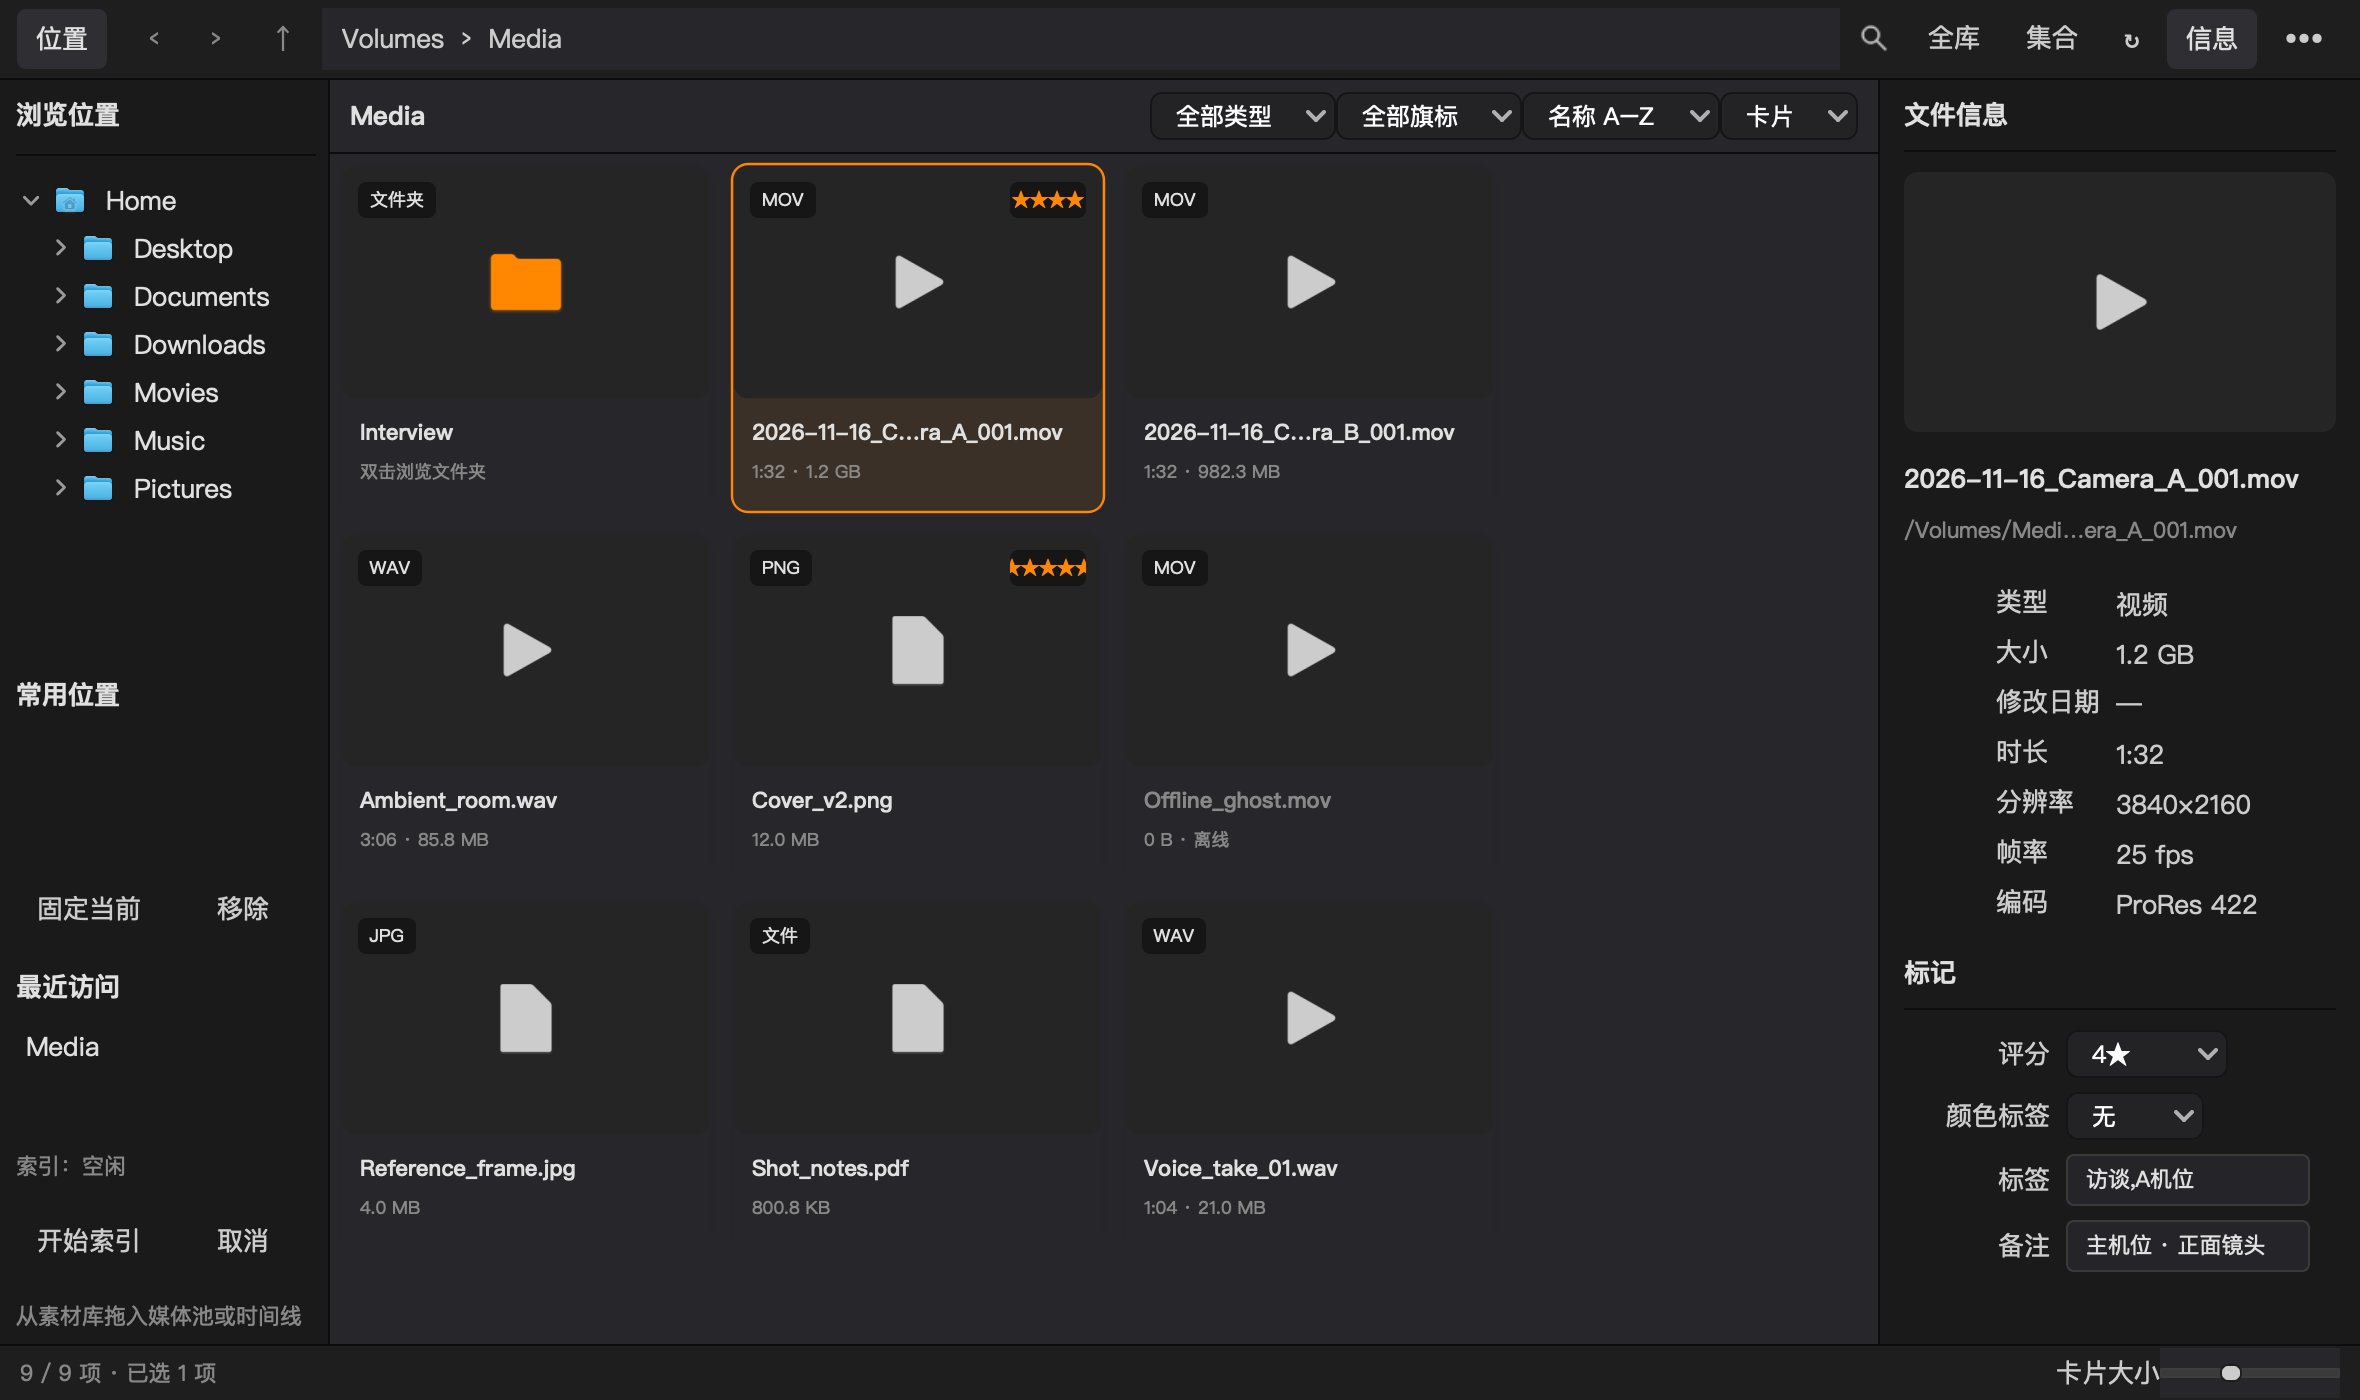 位置
Volumes > Media
全库
集合
信息
浏览位置
Home
Desktop
Documents
Downloads
Movies
Music
Pictures
常用位置
固定当前
移除
最近访问
Media
索引：空闲
开始索引
取消
从素材库拖入媒体池或时间线
Media
全部类型
全部旗标
名称 A—Z
卡片
文件夹
Interview
双击浏览文件夹
MOV
★★★★
2026-11-16_C...ra_A_001.mov
1:32 · 1.2 GB
MOV
2026-11-16_C...ra_B_001.mov
1:32 · 982.3 MB
WAV
Ambient_room.wav
3:06 · 85.8 MB
PNG
★★★★★
Cover_v2.png
12.0 MB
MOV
Offline_ghost.mov
0 B · 离线
JPG
Reference_frame.jpg
4.0 MB
文件
Shot_notes.pdf
800.8 KB
WAV
Voice_take_01.wav
1:04 · 21.0 MB
文件信息
2026-11-16_Camera_A_001.mov
/Volumes/Medi...era_A_001.mov
类型 视频
大小 1.2 GB
修改日期 —
时长 1:32
分辨率 3840×2160
帧率 25 fps
编码 ProRes 422
标记
评分 4★
颜色标签 无
标签 访谈,A机位
备注 主机位 · 正面镜头
9 / 9 项 · 已选 1 项
卡片大小